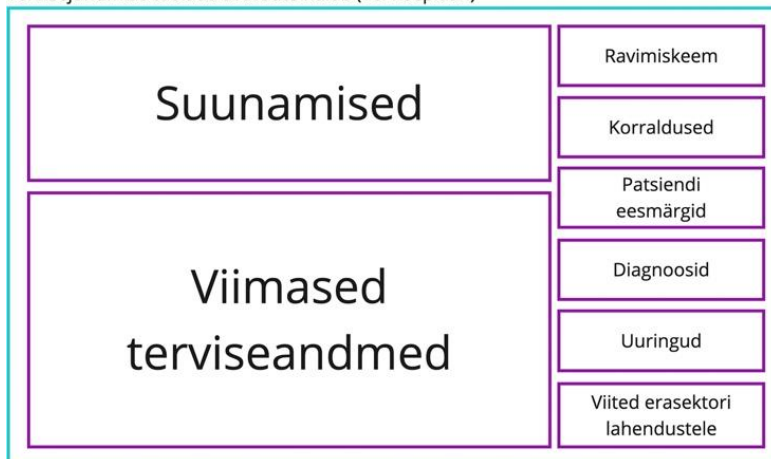 Suunamised
Viimased
terviseandmed
Ravimiskeem
Korraldused
Patsiendi
eesmärgid
Diagnoosid
Uuringud
Viited erasektori
lahendustele